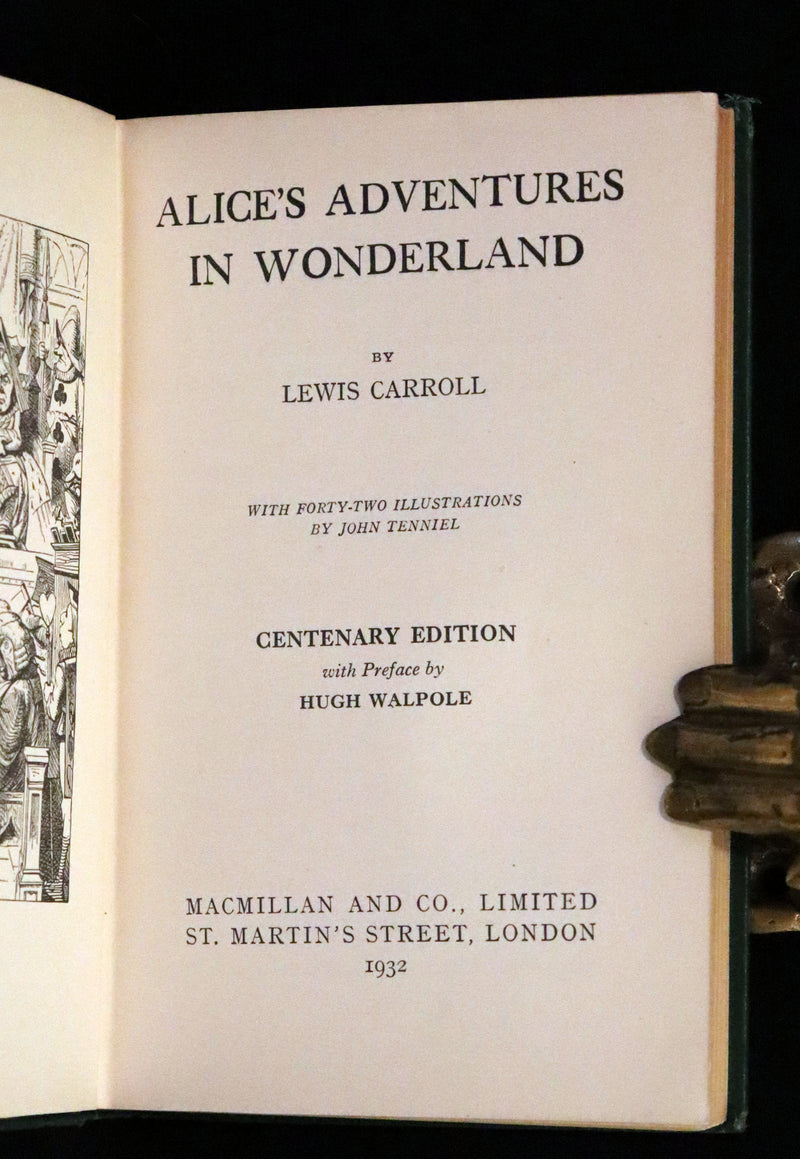 ALICE'S ADVENTURES
IN WONDERLAND
BY
LEWIS CARROLL
WITH FORTY-TWO ILLUSTRATIONS
BY JOHN TENNIEL
CENTENARY EDITION
with Preface by
HUGH WALPOLE
MACMILLAN AND CO., LIMITED
ST. MARTIN'S STREET, LONDON
1932